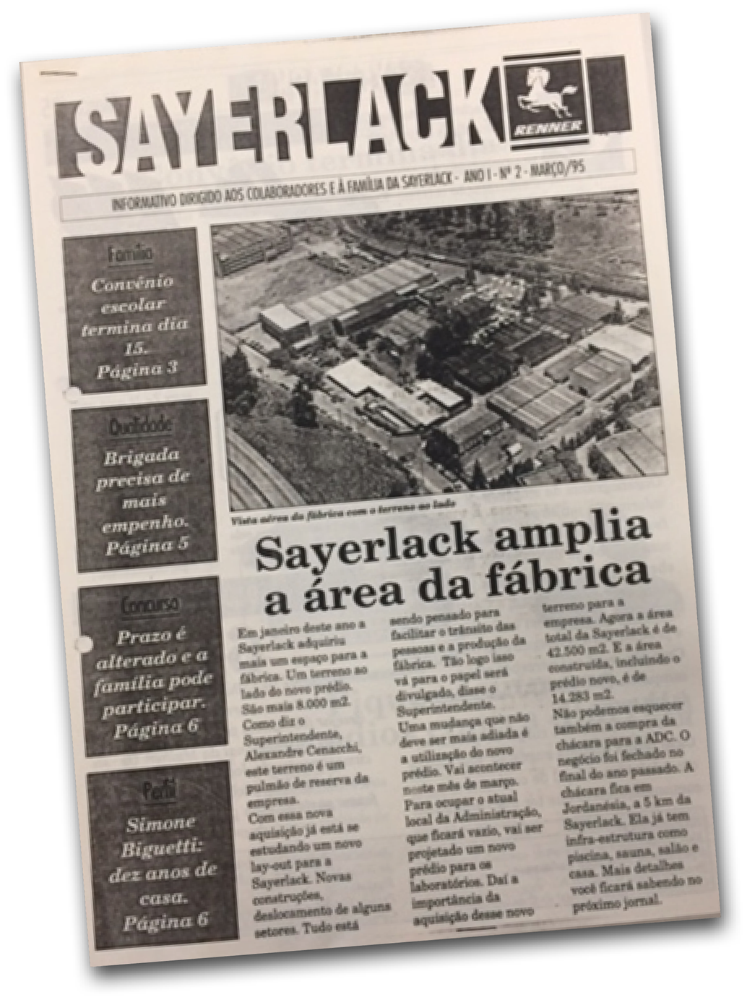 SAYERLACK
RENNER
INFORMATIVO DIRIGIDO AOS COLABORADORES E À FAMÍLIA DA SAYERLACK - ANO I - Nº 2 - MARÇO/95
Família
Convênio
escolar
termina dia
15.
Página 3
Qualidade
Brigada
precisa de
mais
empenho.
Página 5
Concurso
Prazo é
alterado e a
família pode
participar.
Página 6
Perfil
Simone
Biguetti:
dez anos de
casa.
Página 6
Vista aérea da fábrica com o terreno ao lado
Sayerlack amplia
a área da fábrica
Em janeiro deste ano a
Sayerlack adquiriu
mais um espaço para a
fábrica. Um terreno ao
lado do novo prédio.
São mais 8.000 m2.
Como diz o
Superintendente,
Alexandre Cenacchi,
este terreno é um
pulmão de reserva da
empresa.
Com essa nova
aquisição já está se
estudando um novo
lay-out para a
Sayerlack. Novas
construções,
deslocamento de alguns
setores. Tudo está
sendo pensado para
facilitar o trânsito das
pessoas e a produção da
fábrica. Tão logo isso
vá para o papel será
divulgado, disse o
Superintendente.
Uma mudança que não
deve ser mais adiada é
a utilização do novo
prédio. Vai acontecer
neste mês de março.
Para ocupar o atual
local da Administração,
que ficará vazio, vai ser
projetado um novo
prédio para os
laboratórios. Daí a
importância da
aquisição desse novo
terreno para a
empresa. Agora a área
total da Sayerlack é de
42.500 m2. E a área
construída, incluindo o
prédio novo, é de
14.283 m2.
Não podemos esquecer
também a compra da
chácara para a ADC. O
negócio foi fechado no
final do ano passado. A
chácara fica em
Jordanésia, a 5 km da
Sayerlack. Ela já tem
infra-estrutura como
piscina, sauna, salão e
casa. Mais detalhes
você ficará sabendo no
próximo jornal.